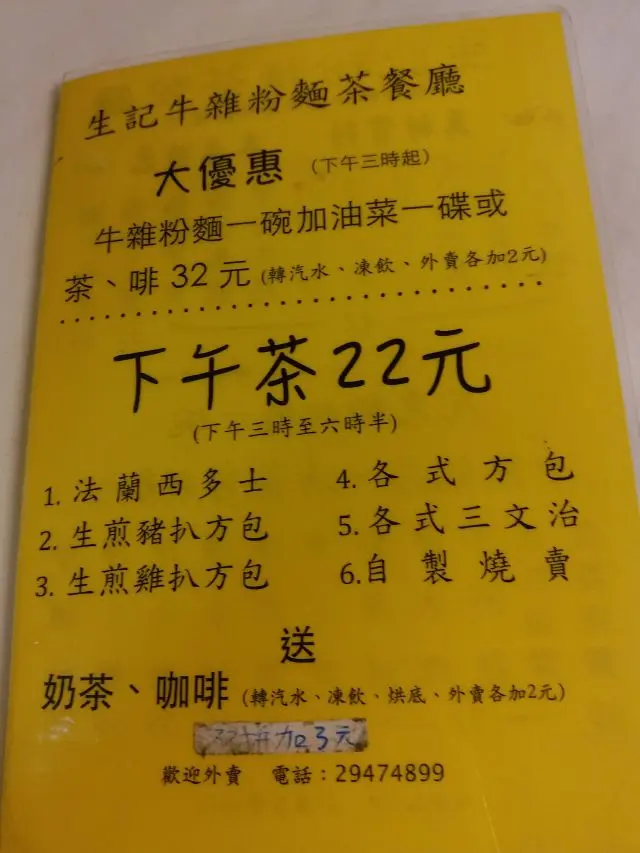 生記牛雜粉麵茶餐廳
大優惠 (下午三時起)
牛雜粉麵一碗加油菜一碟或
茶、啡 32 元 (轉汽水、凍飲、外賣各加2元)
下午茶22元
(下午三時至六時半)
1. 法蘭西多士
4. 各式方包
2. 生煎豬扒方包
5. 各式三文治
3. 生煎雞扒方包
6.自製燒賣
送
奶茶、咖啡 (轉汽水、凍飲、烘底、外賣各加2元)
加3元
歡迎外賣 電話：29474899